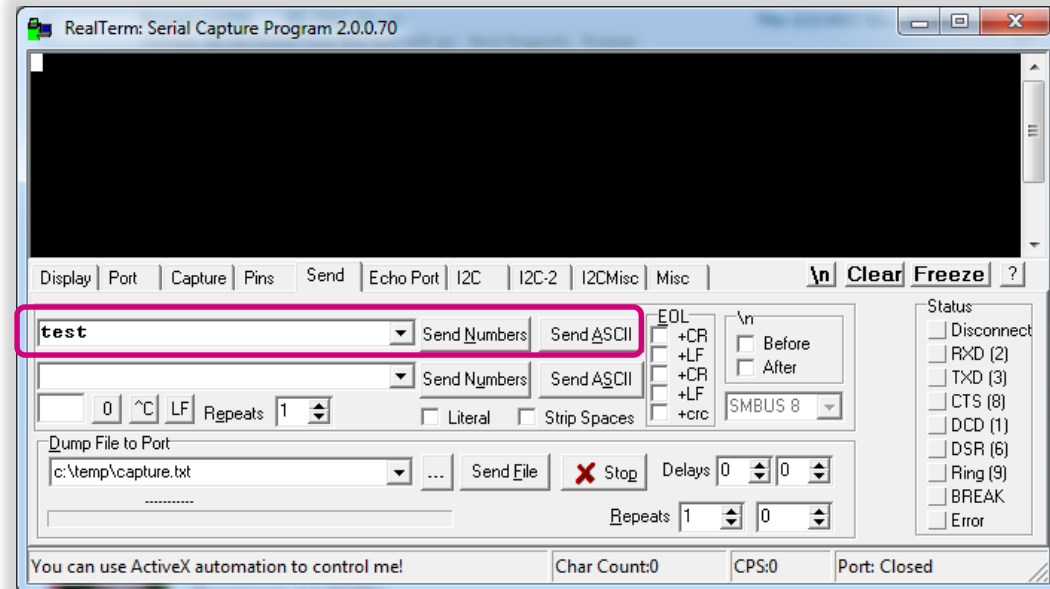 RealTerm: Serial Capture Program 2.0.0.70
Display Port Capture Pins Send Echo Port I2C I2C-2 I2CMisc Misc \n Clear Freeze ?
test Send Numbers Send ASCII
EOL
+CR
+LF
+CR
+LF
+crc
\n
Before
After
SMBUS 8
Send Numbers Send ASCII
0 ^C LF Repeats 1 Literal Strip Spaces
Dump File to Port
c:\temp\capture.txt ... Send File Stop Delays 0 0
-----------
Repeats 1 0
Status
Disconnect
RXD (2)
TXD (3)
CTS (8)
DCD (1)
DSR (6)
Ring (9)
BREAK
Error
You can use ActiveX automation to control me! Char Count:0 CPS:0 Port: Closed